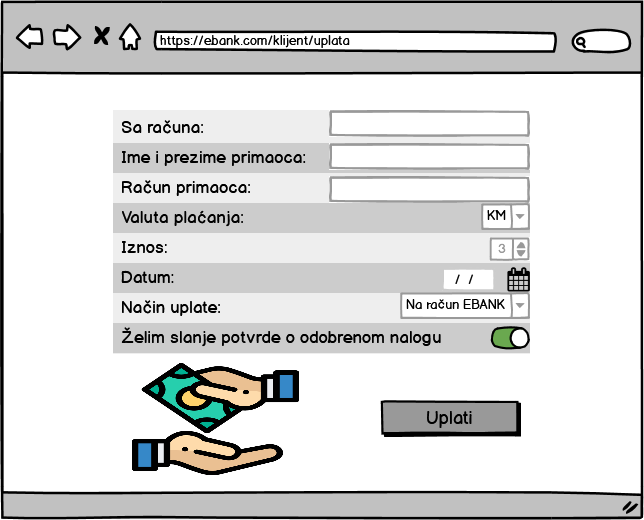 https://ebank.com/klijent/uplata
Sa računa:
Ime i prezime primaoca:
Račun primaoca:
Valuta plaćanja: KM
Iznos: 3
Datum: / /
Način uplate: Na račun EBANK
Želim slanje potvrde o odobrenom nalogu
Uplati